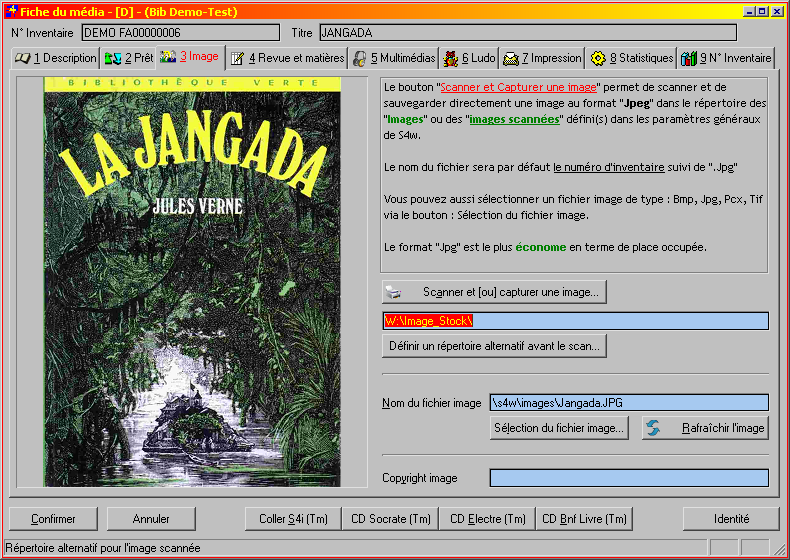 Fiche du média - [D] - (Bib Demo-Test)
N° Inventaire DEMO FA00000006 Titre JANGADA
1 Description 2 Prêt 3 Image 4 Revue et matières 5 Multimédias 6 Ludo 7 Impression 8 Statistiques 9 N° Inventaire
BIBLIOTHÈQUE VERTE
LA JANGADA
JULES VERNE
Le bouton "Scanner et Capturer une image" permet de scanner et de
sauvegarder directement une image au format "Jpeg" dans le répertoire des
"Images" ou des "images scannées" défini(s) dans les paramètres généraux
de S4w.
Le nom du fichier sera par défaut le numéro d'inventaire suivi de ".Jpg"
Vous pouvez aussi sélectionner un fichier image de type : Bmp, Jpg, Pcx, Tif
via le bouton : Sélection du fichier image.
Le format "Jpg" est le plus économe en terme de place occupée.
Scanner et [ou] capturer une image...
W:\Image_Stock\
Définir un répertoire alternatif avant le scan...
Nom du fichier image \s4w\images\Jangada.JPG
Sélection du fichier image... Rafraîchir l'image
Copyright image
Confirmer Annuler Coller S4i (Tm) CD Socrate (Tm) CD Electre (Tm) CD Bnf Livre (Tm) Identité
Répertoire alternatif pour l'image scannée